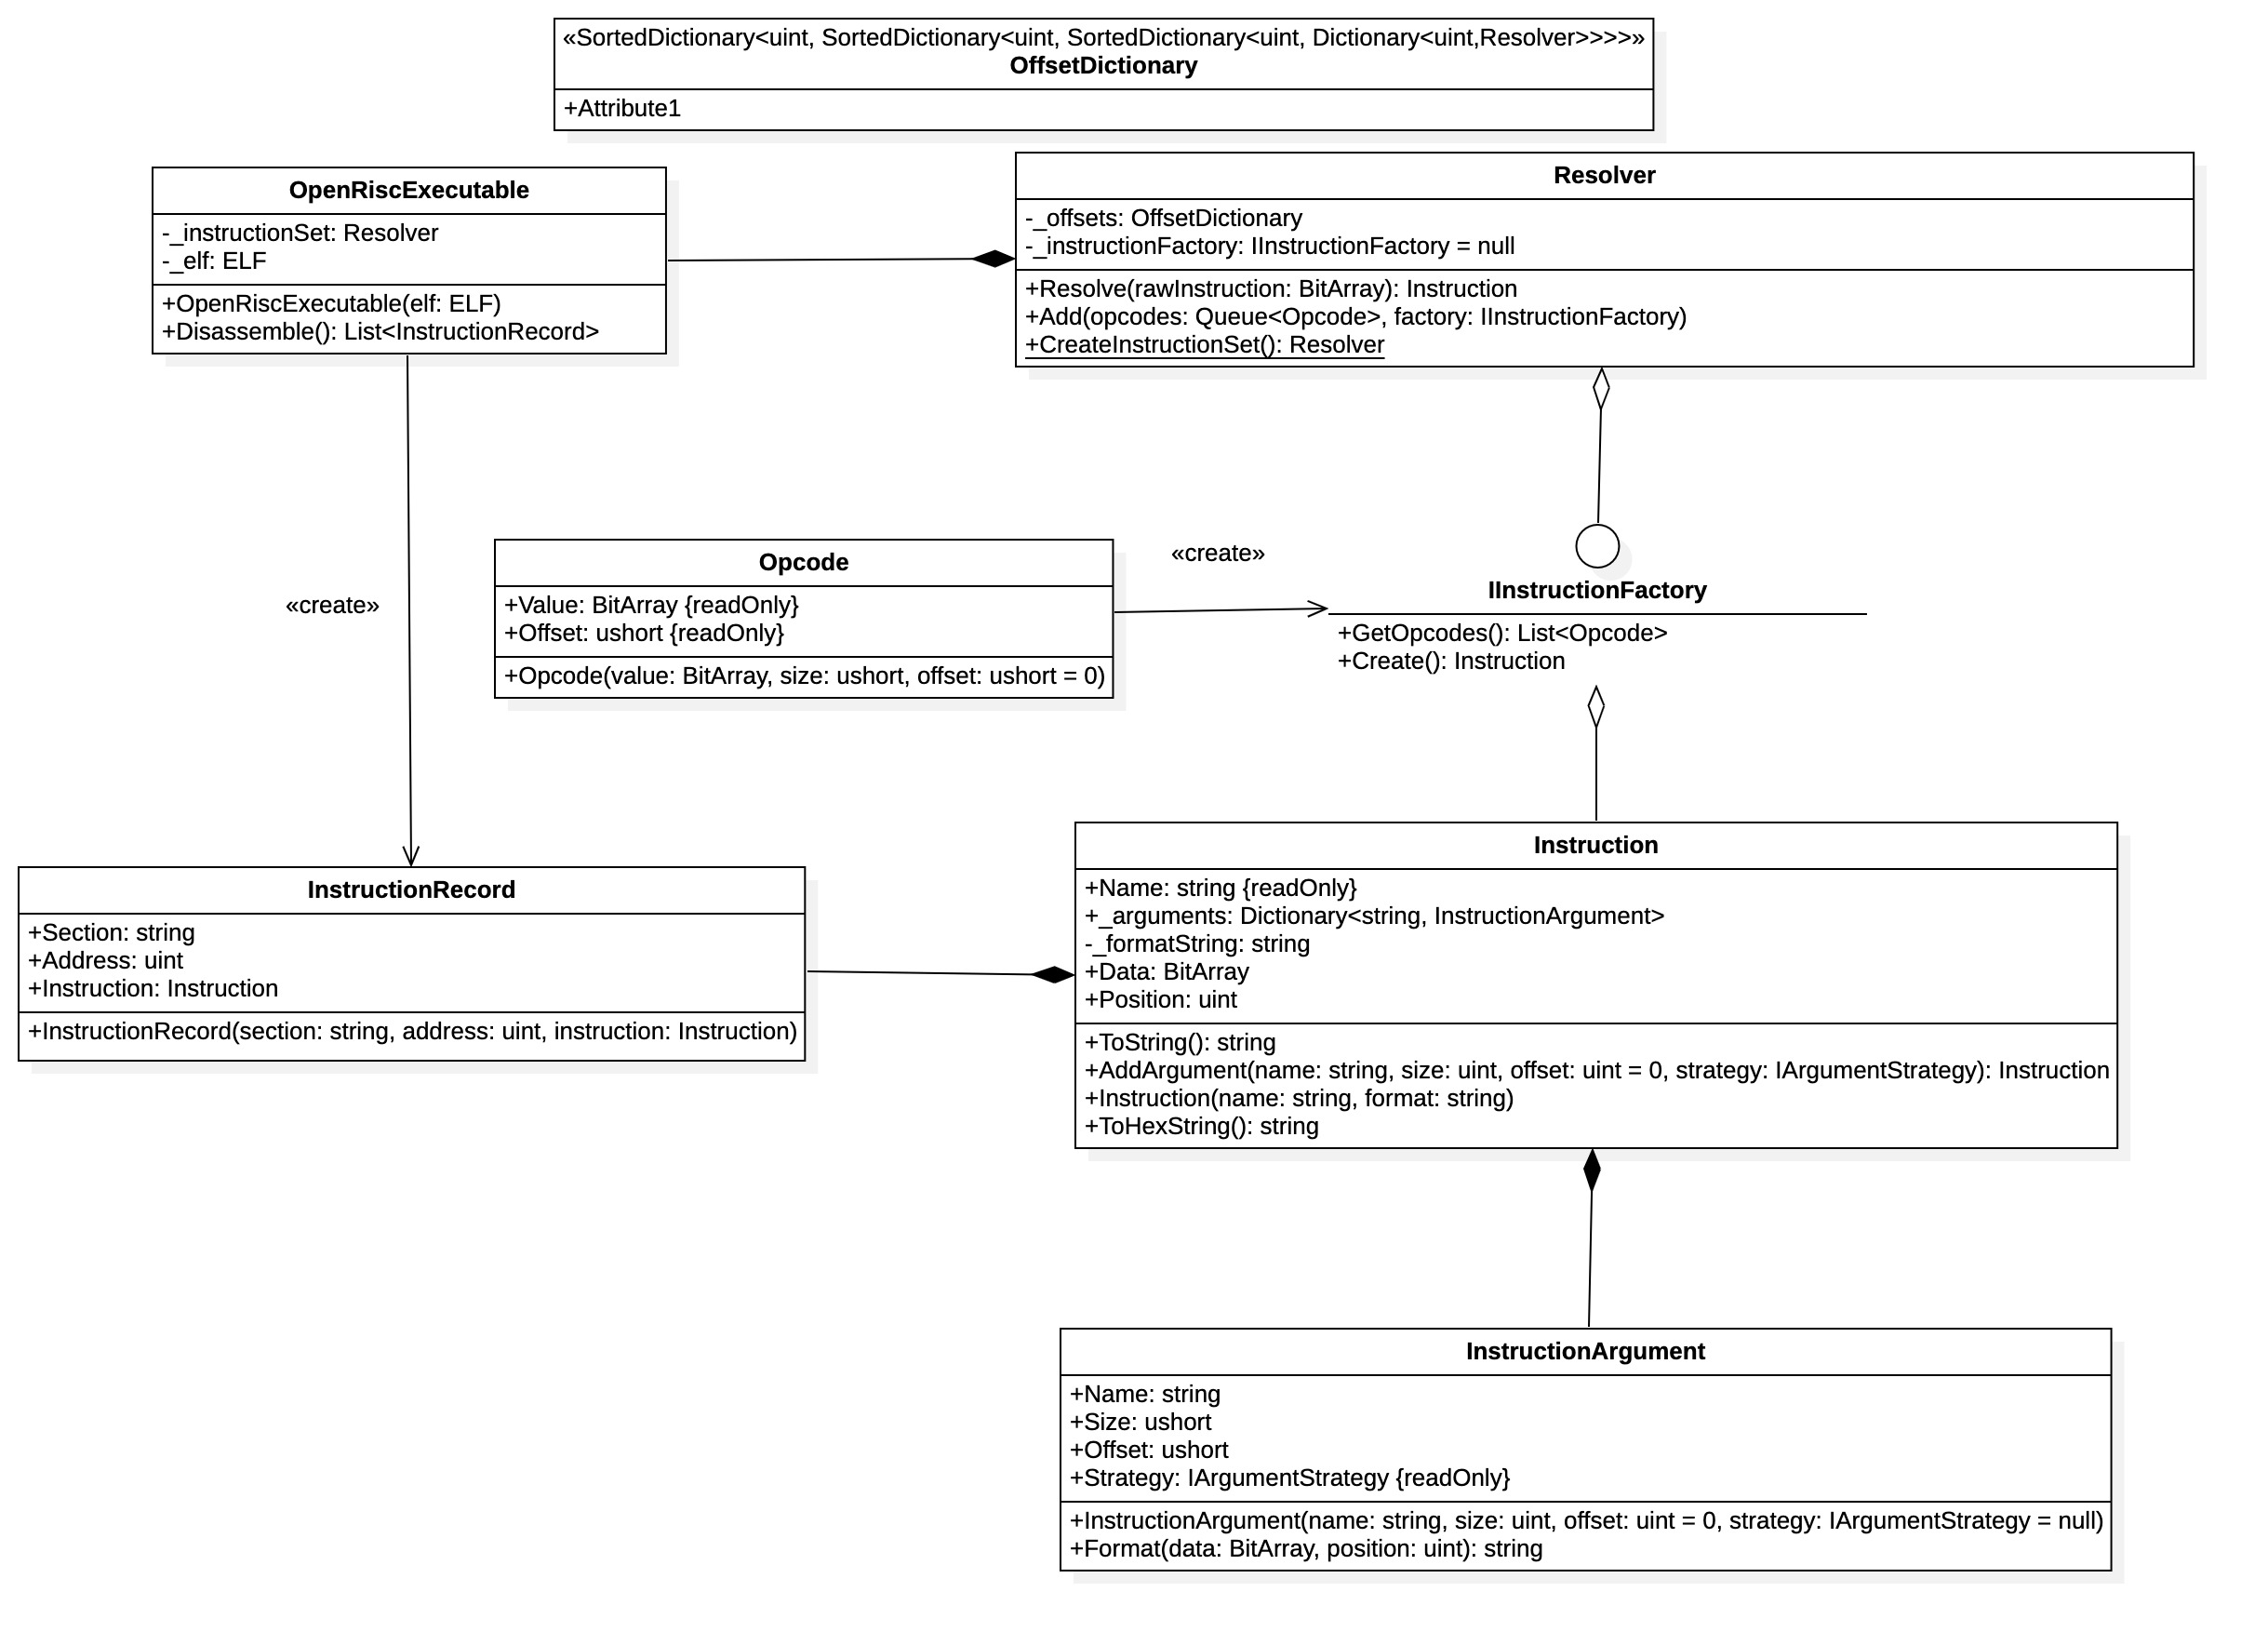 «SortedDictionary<uint, SortedDictionary<uint, SortedDictionary<uint, Dictionary<uint,Resolver>>>>»
OffsetDictionary
+Attribute1
OpenRiscExecutable
-_instructionSet: Resolver
-_elf: ELF
+OpenRiscExecutable(elf: ELF)
+Disassemble(): List<InstructionRecord>
Resolver
-_offsets: OffsetDictionary
-_instructionFactory: IInstructionFactory = null
+Resolve(rawInstruction: BitArray): Instruction
+Add(opcodes: Queue<Opcode>, factory: IInstructionFactory)
+CreateInstructionSet(): Resolver
«create»
Opcode
+Value: BitArray {readOnly}
+Offset: ushort {readOnly}
+Opcode(value: BitArray, size: ushort, offset: ushort = 0)
«create»
IInstructionFactory
+GetOpcodes(): List<Opcode>
+Create(): Instruction
InstructionRecord
+Section: string
+Address: uint
+Instruction: Instruction
+InstructionRecord(section: string, address: uint, instruction: Instruction)
Instruction
+Name: string {readOnly}
+_arguments: Dictionary<string, InstructionArgument>
-_formatString: string
+Data: BitArray
+Position: uint
+ToString(): string
+AddArgument(name: string, size: uint, offset: uint = 0, strategy: IArgumentStrategy): Instruction
+Instruction(name: string, format: string)
+ToHexString(): string
InstructionArgument
+Name: string
+Size: ushort
+Offset: ushort
+Strategy: IArgumentStrategy {readOnly}
+InstructionArgument(name: string, size: uint, offset: uint = 0, strategy: IArgumentStrategy = null)
+Format(data: BitArray, position: uint): string